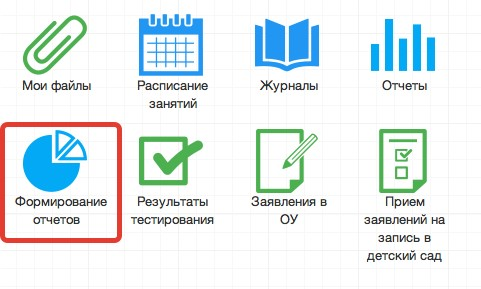 Мои файлы
Расписание
занятий
Журналы
Отчеты
Формирование
отчетов
Результаты
тестирования
Заявления в
ОУ
Прием
заявлений на
запись в
детский сад